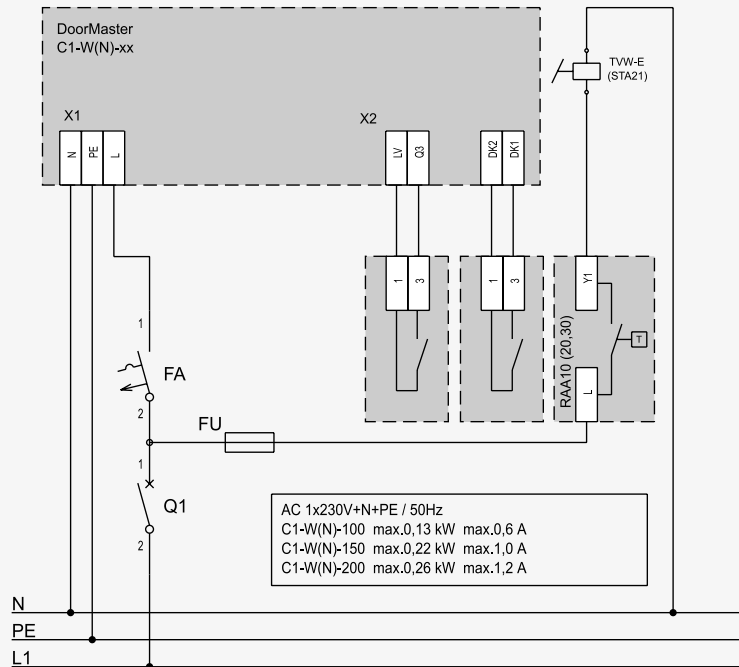 DoorMaster
C1-W(N)-xx
TVW-E
(STA21)
X1
X2
N
PE
L
LV
Q3
DK2
DK1
1
3
1
3
Y1
RAA10 (20,30)
T
L
1
FA
2
FU
1
Q1
2
AC 1x230V+N+PE / 50Hz
C1-W(N)-100 max.0,13 kW max.0,6 A
C1-W(N)-150 max.0,22 kW max.1,0 A
C1-W(N)-200 max.0,26 kW max.1,2 A
N
PE
L1